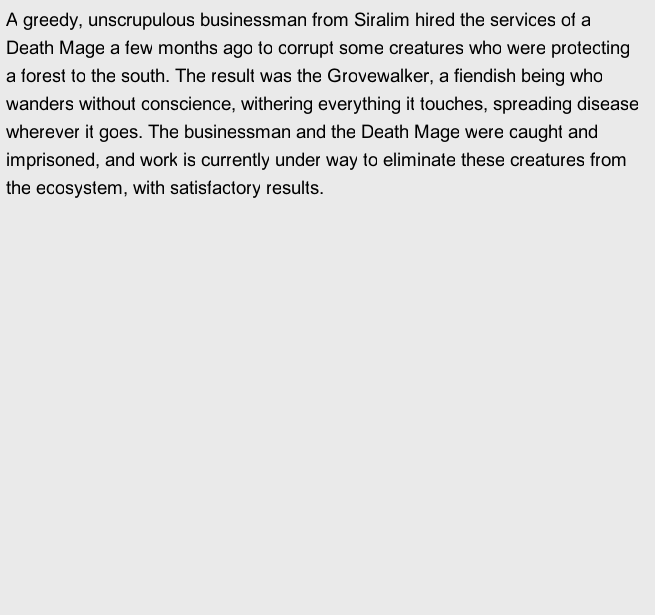 A greedy, unscrupulous businessman from Siralim hired the services of a
Death Mage a few months ago to corrupt some creatures who were protecting
a forest to the south. The result was the Grovewalker, a fiendish being who
wanders without conscience, withering everything it touches, spreading disease
wherever it goes. The businessman and the Death Mage were caught and
imprisoned, and work is currently under way to eliminate these creatures from
the ecosystem, with satisfactory results.